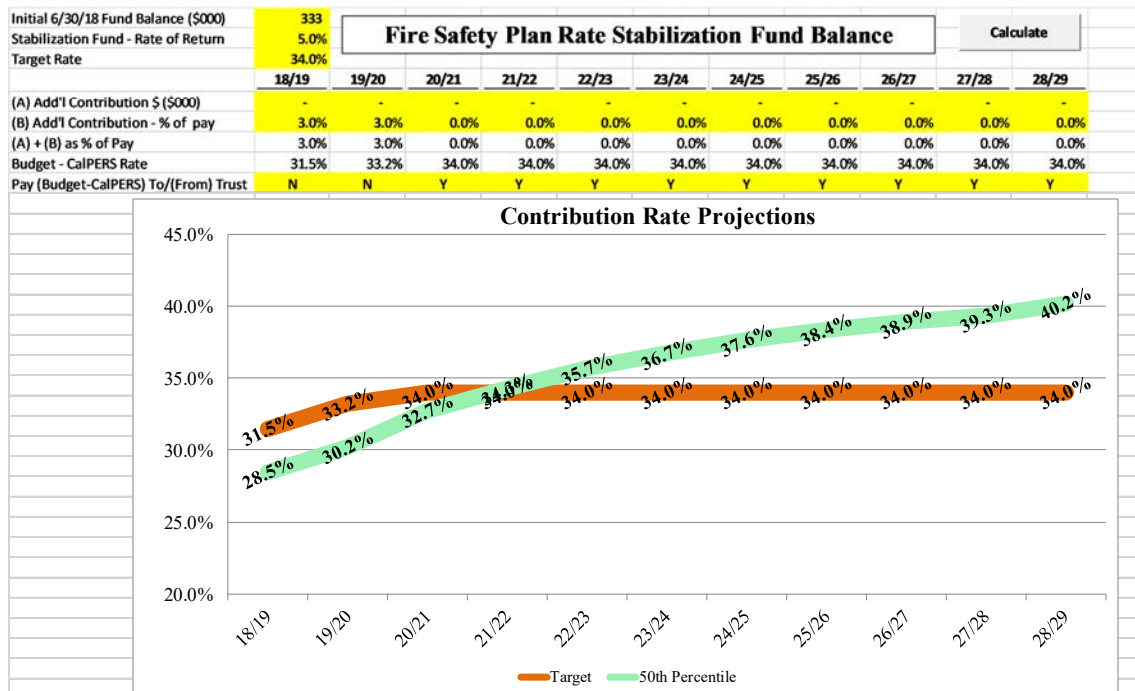 Initial 6/30/18 Fund Balance ($000) 333
Stabilization Fund - Rate of Return 5.0%
Target Rate 34.0%
Fire Safety Plan Rate Stabilization Fund Balance
Calculate
18/19 19/20 20/21 21/22 22/23 23/24 24/25 25/26 26/27 27/28 28/29
(A) Add'l Contribution $ ($000) - - - - - - - - - - -
(B) Add'l Contribution - % of pay 3.0% 3.0% 0.0% 0.0% 0.0% 0.0% 0.0% 0.0% 0.0% 0.0% 0.0%
(A) + (B) as % of Pay 3.0% 3.0% 0.0% 0.0% 0.0% 0.0% 0.0% 0.0% 0.0% 0.0% 0.0%
Budget - CalPERS Rate 31.5% 33.2% 34.0% 34.0% 34.0% 34.0% 34.0% 34.0% 34.0% 34.0% 34.0%
Pay (Budget-CalPERS) To/(From) Trust N N Y Y Y Y Y Y Y Y Y
Contribution Rate Projections
45.0%
40.0%
35.0%
30.0%
25.0%
20.0%
31.5% 33.2% 34.0% 34.0% 34.0% 34.0% 34.0% 34.0% 34.0% 34.0% 34.0%
28.5% 30.2% 32.7% 34.3% 35.7% 36.7% 37.6% 38.4% 38.9% 39.3% 40.2%
18/19 19/20 20/21 21/22 22/23 23/24 24/25 25/26 26/27 27/28 28/29
Target 50th Percentile